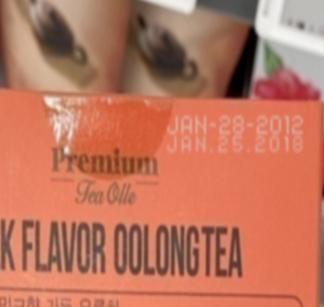 JAN-28-2012
JAN.25.2018
Premium
Tea Olle
K FLAVOR OOLONGTEA